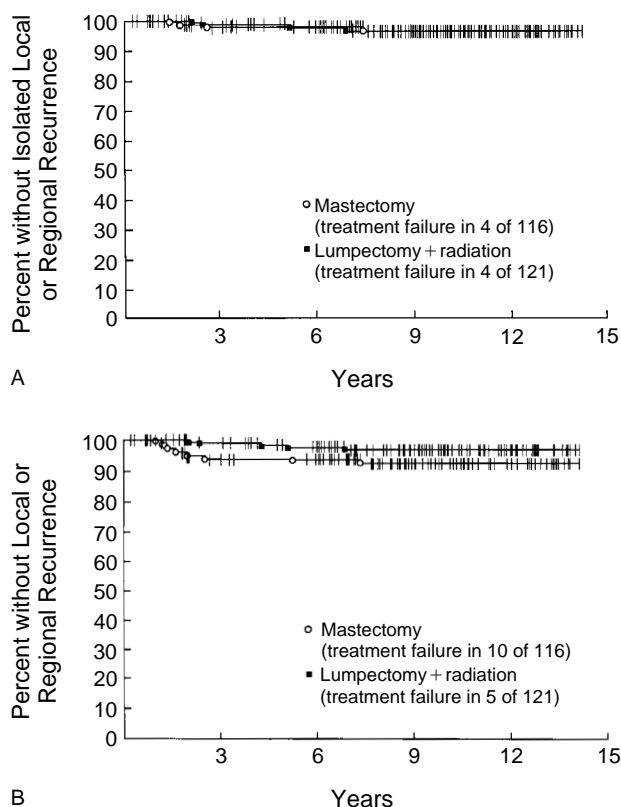 Percent without Isolated Local
or Regional Recurrence
100
90
80
70
60
50
40
30
20
10
0
Mastectomy
(treatment failure in 4 of 116)
Lumpectomy + radiation
(treatment failure in 4 of 121)
3
6
9
12
15
A
Years
Percent without Local or
Regional Recurrence
100
90
80
70
60
50
40
30
20
10
0
Mastectomy
(treatment failure in 10 of 116)
Lumpectomy + radiation
(treatment failure in 5 of 121)
3
6
9
12
15
B
Years